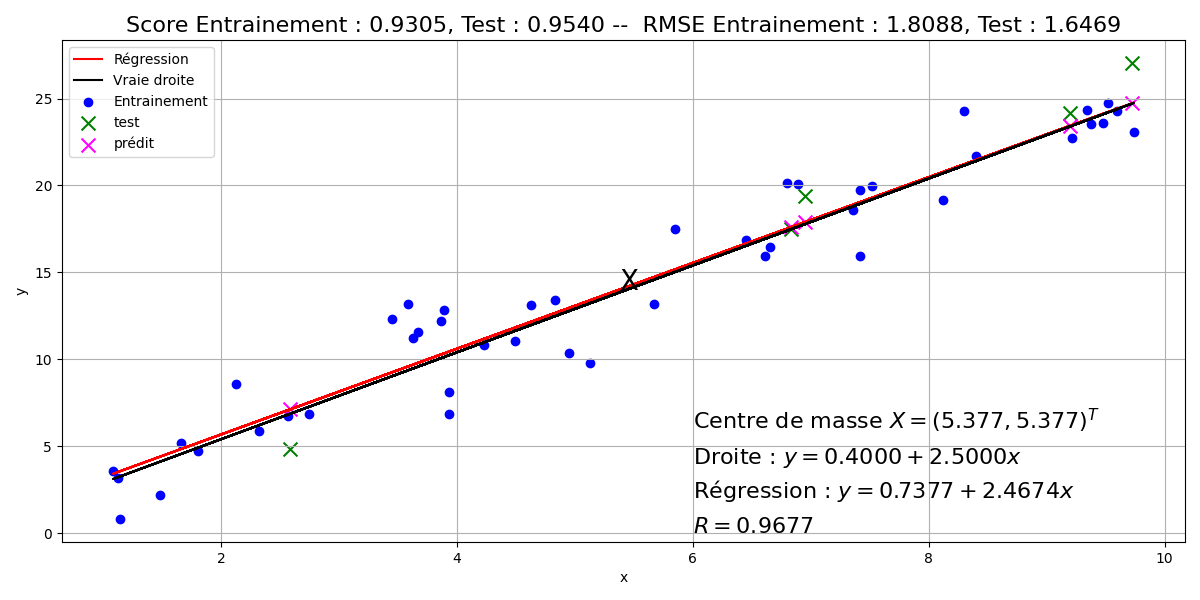 Score Entrainement : 0.9305, Test : 0.9540 --  RMSE Entrainement : 1.8088, Test : 1.6469
Régression
Vraie droite
Entrainement
test
prédit
y
25
20
15
10
5
0
X
Centre de masse X = (5.377, 5.377)^T
Droite : y = 0.4000 + 2.5000x
Régression : y = 0.7377 + 2.4674x
R = 0.9677
2 4 6 8 10
x